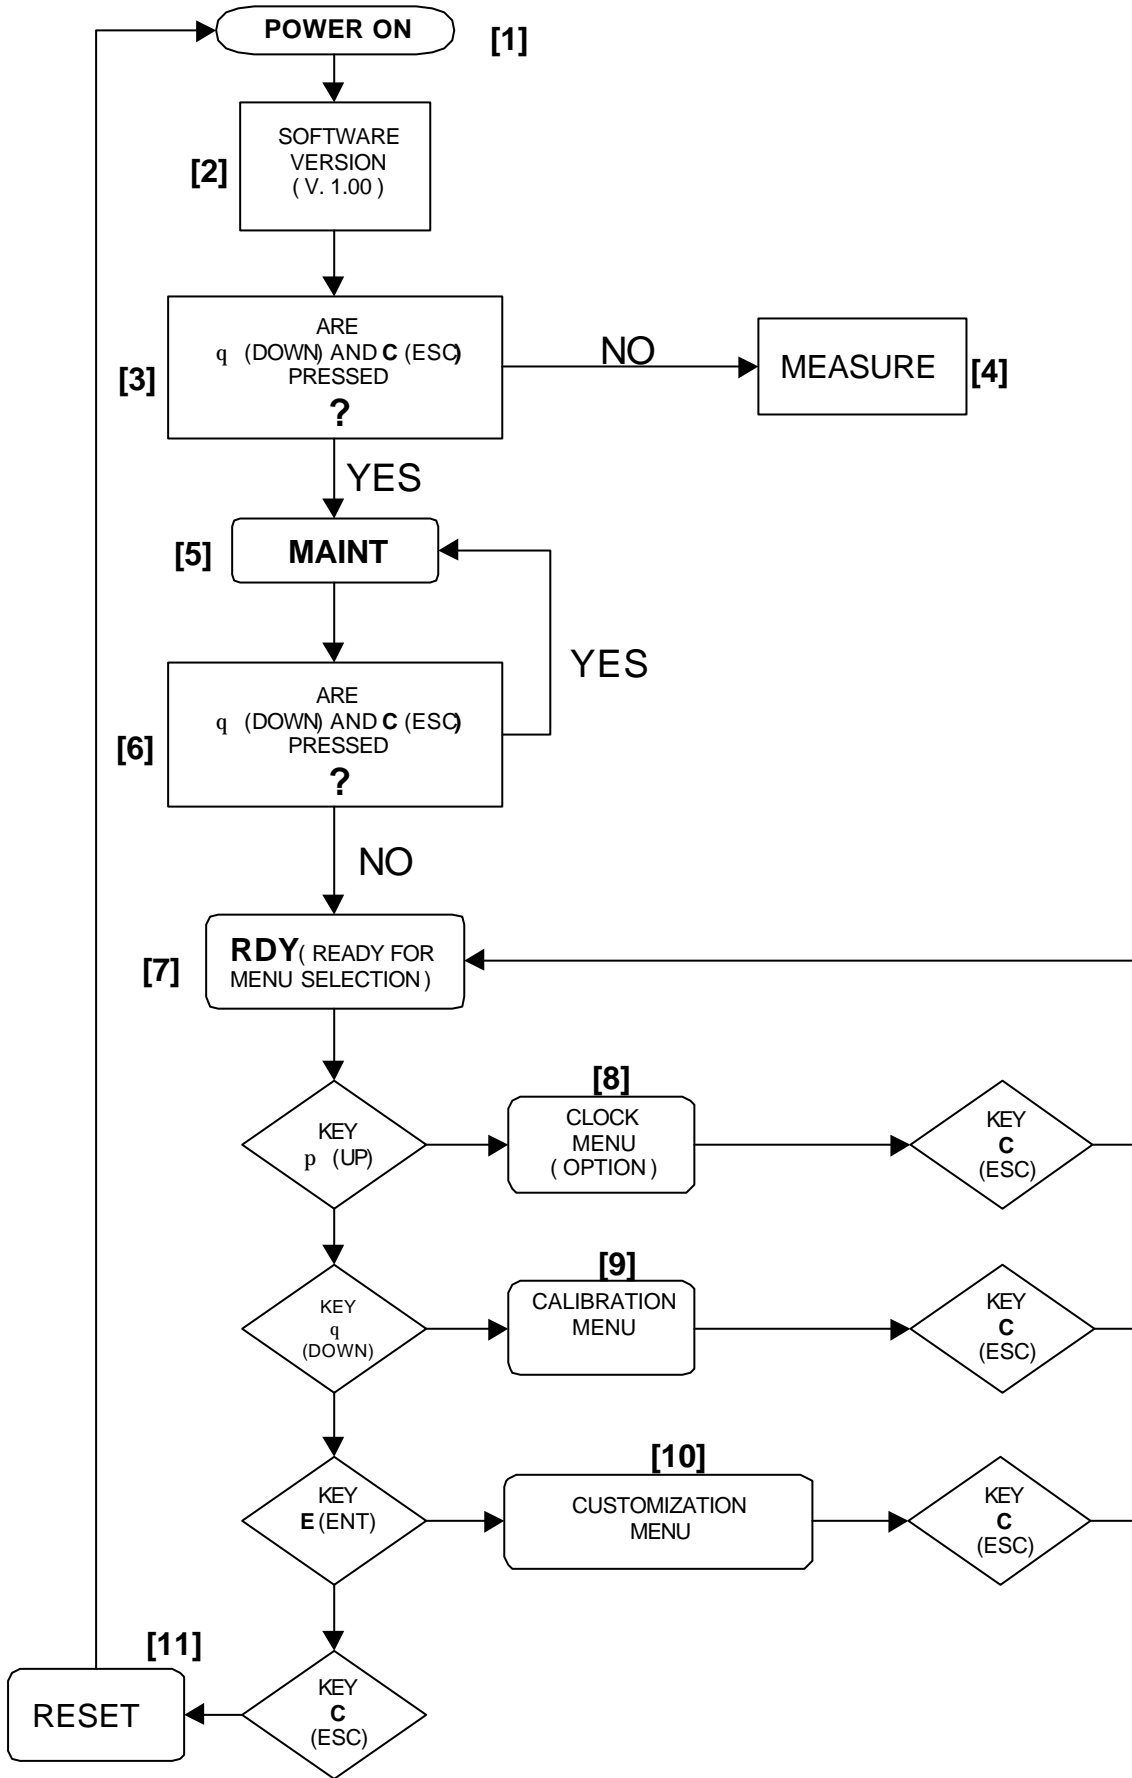 POWER ON
[1]
SOFTWARE
VERSION
( V. 1.00 )
[2]
ARE
q (DOWN) AND C (ESC)
PRESSED
?
[3]
NO
MEASURE
[4]
YES
MAINT
[5]
YES
ARE
q (DOWN) AND C (ESC)
PRESSED
?
[6]
NO
RDY ( READY FOR
MENU SELECTION )
[7]
KEY
p (UP)
[8]
CLOCK
MENU
( OPTION )
KEY
C
(ESC)
KEY
q
(DOWN)
[9]
CALIBRATION
MENU
KEY
C
(ESC)
KEY
E (ENT)
[10]
CUSTOMIZATION
MENU
KEY
C
(ESC)
[11]
RESET
KEY
C
(ESC)